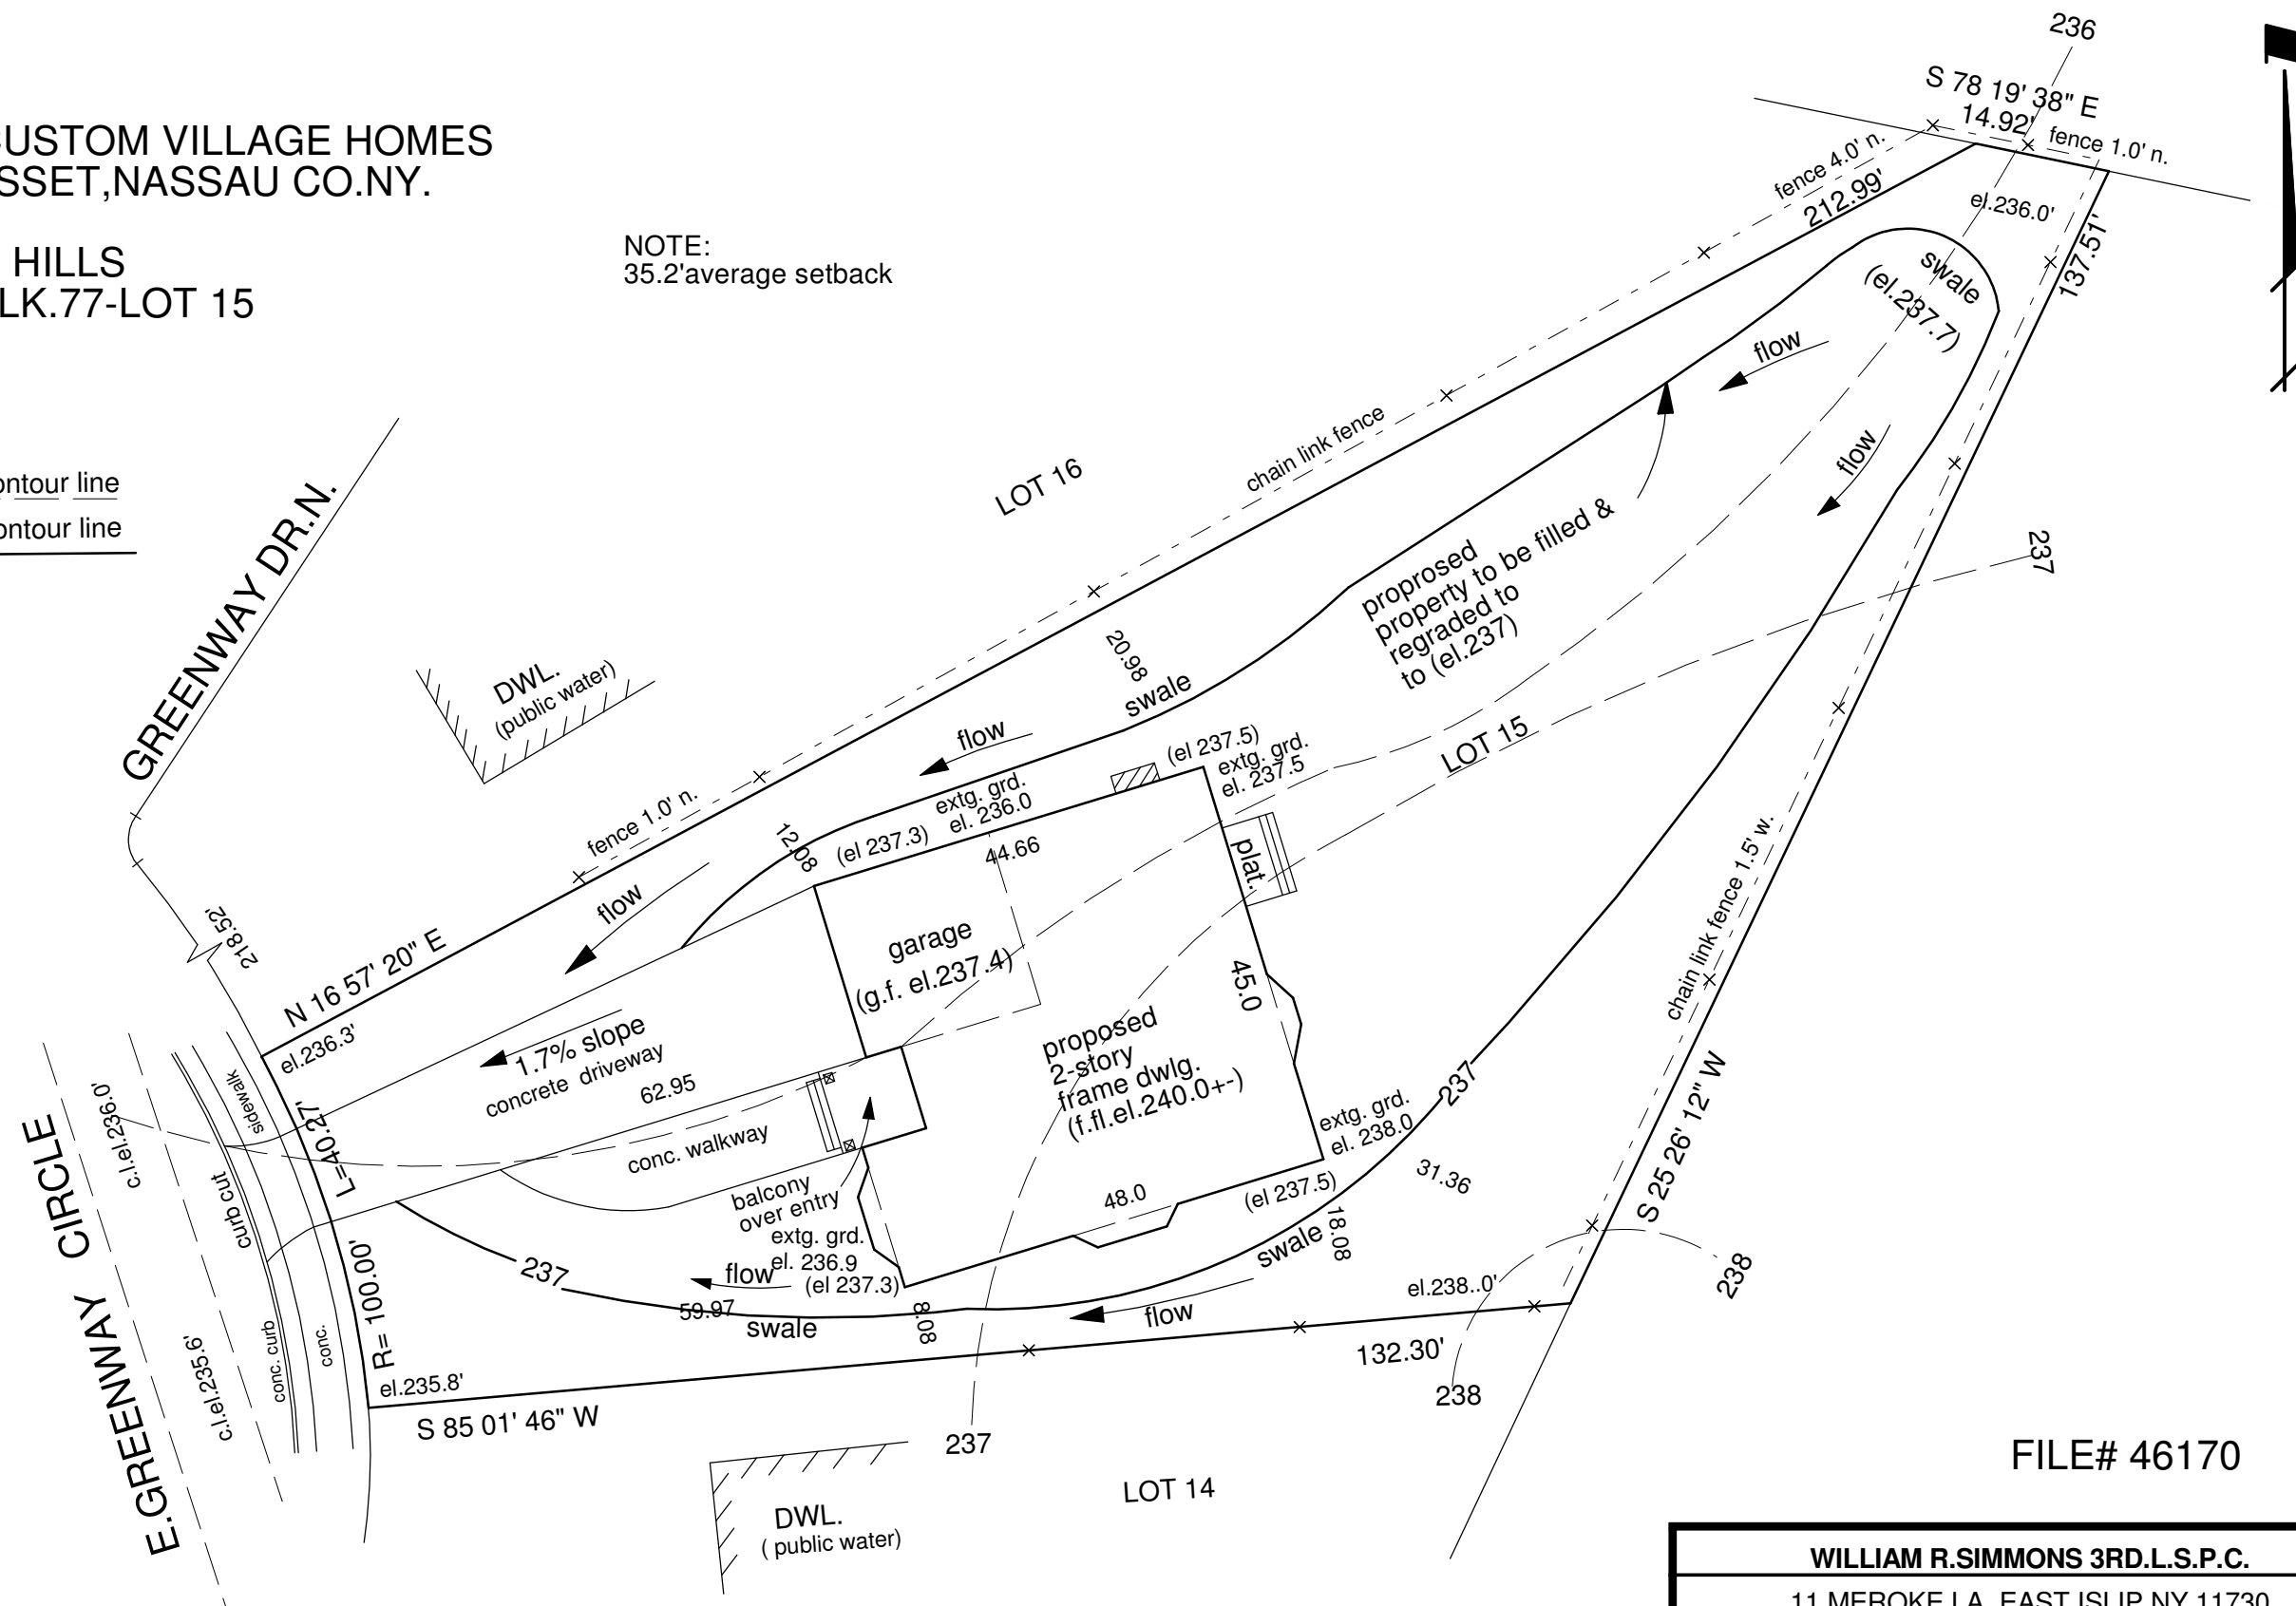 CUSTOM VILLAGE HOMES
SSET,NASSAU CO.NY.
HILLS
LK.77-LOT 15
NOTE:
35.2'average setback
ontour line
ontour line
236
S 78 19' 38" E
14.92'
fence 1.0' n.
fence 4.0' n.
212.99'
el.236.0'
137.51'
swale
(el.237.7)
flow
flow
chain link fence
LOT 16
GREENWAY DR.N.
237
proprosed
property to be filled &
regraded to
to (el.237)
DWL.
(public water)
20.98
swale
flow
(el 237.5)
extg. grd.
el. 237.5
LOT 15
fence 1.0' n.
12.08
extg. grd.
el. 236.0
(el 237.3)
44.66
plat.
chain link fence 1.5' w.
flow
218.52'
garage
(g.f. el.237.4)
45.0
N 16 57' 20" E
el.236.3'
1.7% slope
concrete driveway
62.95
proposed
2-story
frame dwlg.
(f.fl.el.240.0+-)
237
S 25 26' 12" W
c.l.el.236.0'
sidewalk
L=40.27'
conc. walkway
extg. grd.
el. 238.0
31.36
E.GREENWAY CIRCLE
curb cut
balcony
over entry
48.0
(el 237.5)
18.08
swale
extg. grd.
el. 236.9
(el 237.3)
237
flow
59.97
swale
8.08
flow
el.238..0'
238
R= 100.00'
c.l.el.235.6'
conc. curb
conc.
el.235.8'
132.30'
238
S 85 01' 46" W
237
LOT 14
DWL.
( public water)
FILE# 46170
WILLIAM R.SIMMONS 3RD.L.S.P.C.
11 MEROKE LA. EAST ISLIP NY 11730